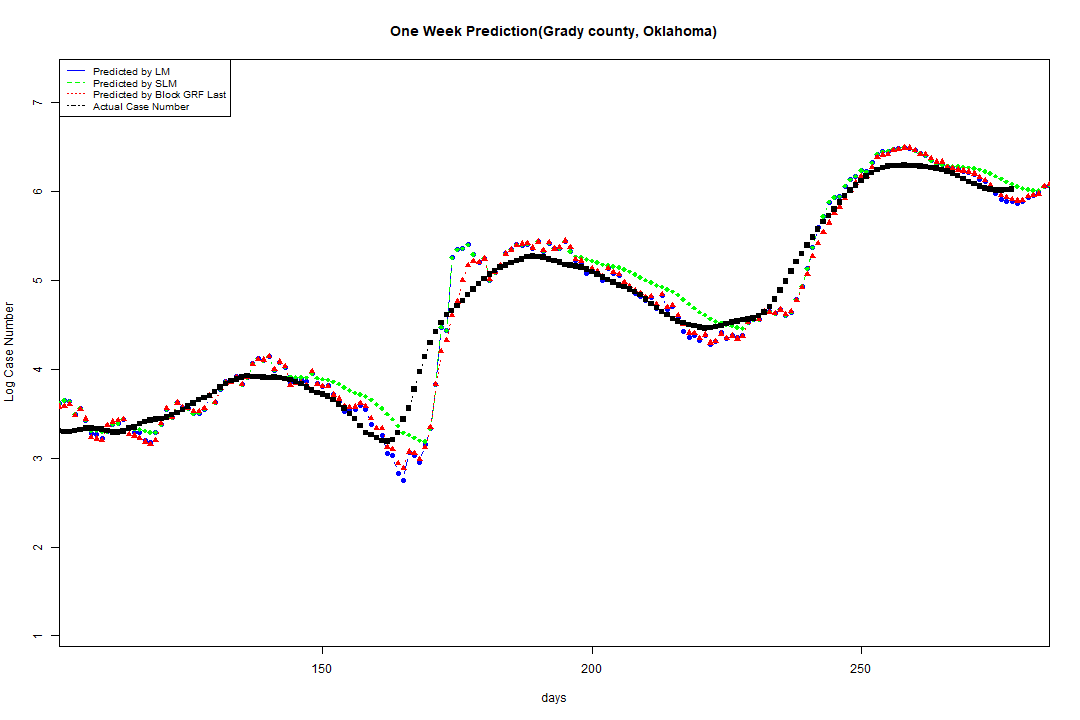 One Week Prediction(Grady county, Oklahoma)
Predicted by LM
Predicted by SLM
Predicted by Block GRF Last
Actual Case Number
7
6
5
4
3
2
1
Log Case Number
150 200 250
days